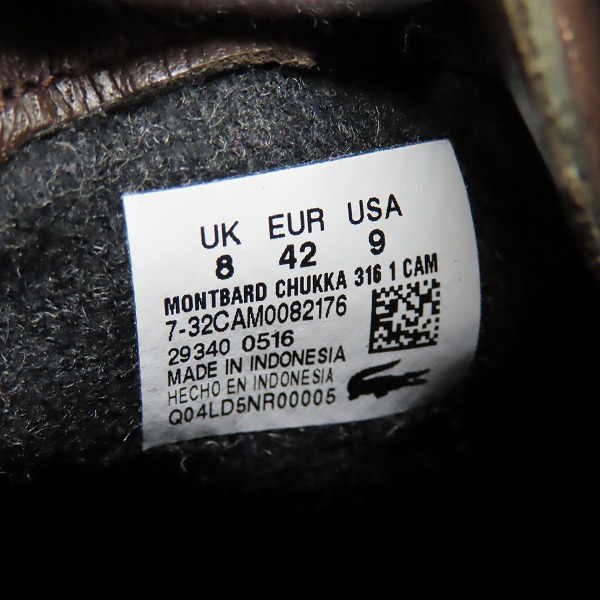 UK EUR USA
8 42 9
MONTBARD CHUKKA 316 1 CAM
7-32CAM0082176
29340 0516
MADE IN INDONESIA
HECHO EN INDONESIA
Q04LD5NR00005